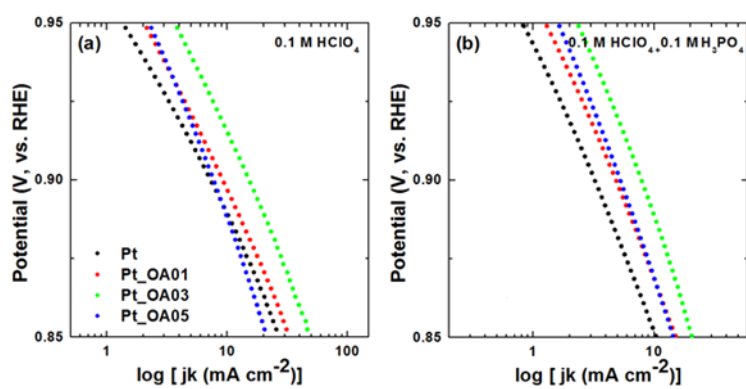 (a)
0.1 M HClO4
0.95
0.90
0.85
Potential (V, vs. RHE)
Pt
Pt_OA01
Pt_OA03
Pt_OA05
1
10
100
log [ jk (mA cm-2)]
(b)
0.1 M HClO4+0.1 MH3PO4
0.95
0.90
0.85
Potential (V, vs. RHE)
1
10
log [ jk (mA cm-2)]